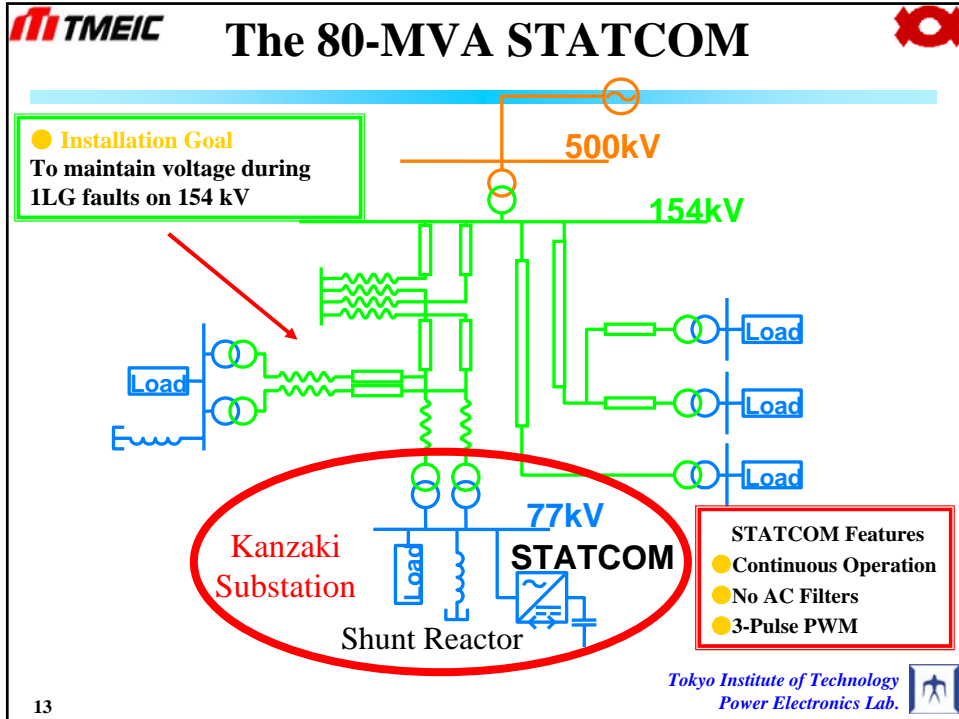 TMEIC
The 80-MVA STATCOM
Installation Goal
To maintain voltage during
1LG faults on 154 kV
500kV
154kV
Load
Load
Load
Load
77kV
Kanzaki
Substation
Load
STATCOM
Shunt Reactor
STATCOM Features
Continuous Operation
No AC Filters
3-Pulse PWM
Tokyo Institute of Technology
Power Electronics Lab.
13